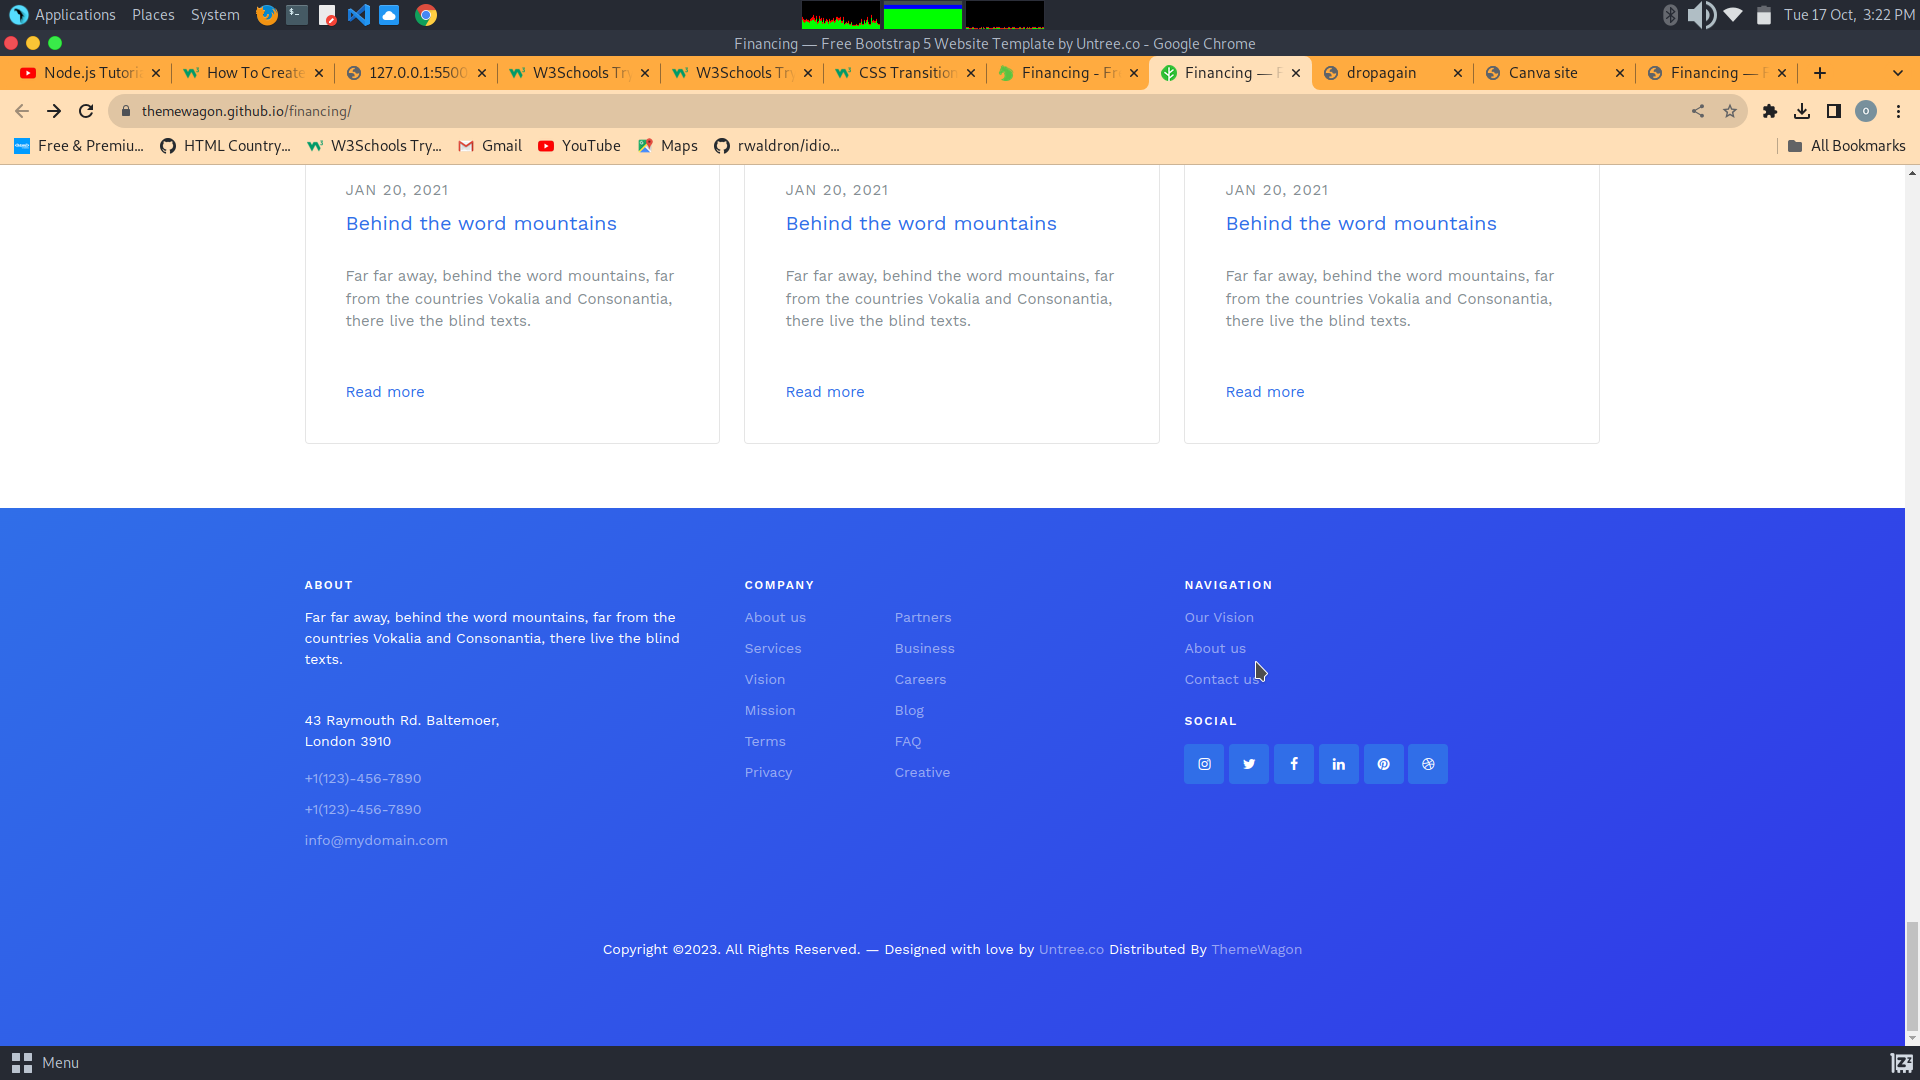 Applications Places System
Tue 17 Oct, 3:22 PM
Financing — Free Bootstrap 5 Website Template by Untree.co - Google Chrome
Node.js Tutori
How To Create
127.0.0.1:5500
W3Schools Try
W3Schools Try
CSS Transition
Financing - Fr
Financing — F
dropagain
Canva site
Financing — F
themewagon.github.io/financing/
o
Free & Premiu...
HTML Country...
W3Schools Try...
Gmail
YouTube
Maps
rwaldron/idio...
All Bookmarks
JAN 20, 2021
Behind the word mountains
Far far away, behind the word mountains, far
from the countries Vokalia and Consonantia,
there live the blind texts.
Read more
JAN 20, 2021
Behind the word mountains
Far far away, behind the word mountains, far
from the countries Vokalia and Consonantia,
there live the blind texts.
Read more
JAN 20, 2021
Behind the word mountains
Far far away, behind the word mountains, far
from the countries Vokalia and Consonantia,
there live the blind texts.
Read more
ABOUT
Far far away, behind the word mountains, far from the
countries Vokalia and Consonantia, there live the blind
texts.
43 Raymouth Rd. Baltemoer,
London 3910
+1(123)-456-7890
+1(123)-456-7890
info@mydomain.com
COMPANY
About us
Services
Vision
Mission
Terms
Privacy
Partners
Business
Careers
Blog
FAQ
Creative
NAVIGATION
Our Vision
About us
Contact us
SOCIAL
Copyright ©2023. All Rights Reserved. — Designed with love by Untree.co Distributed By ThemeWagon
Menu